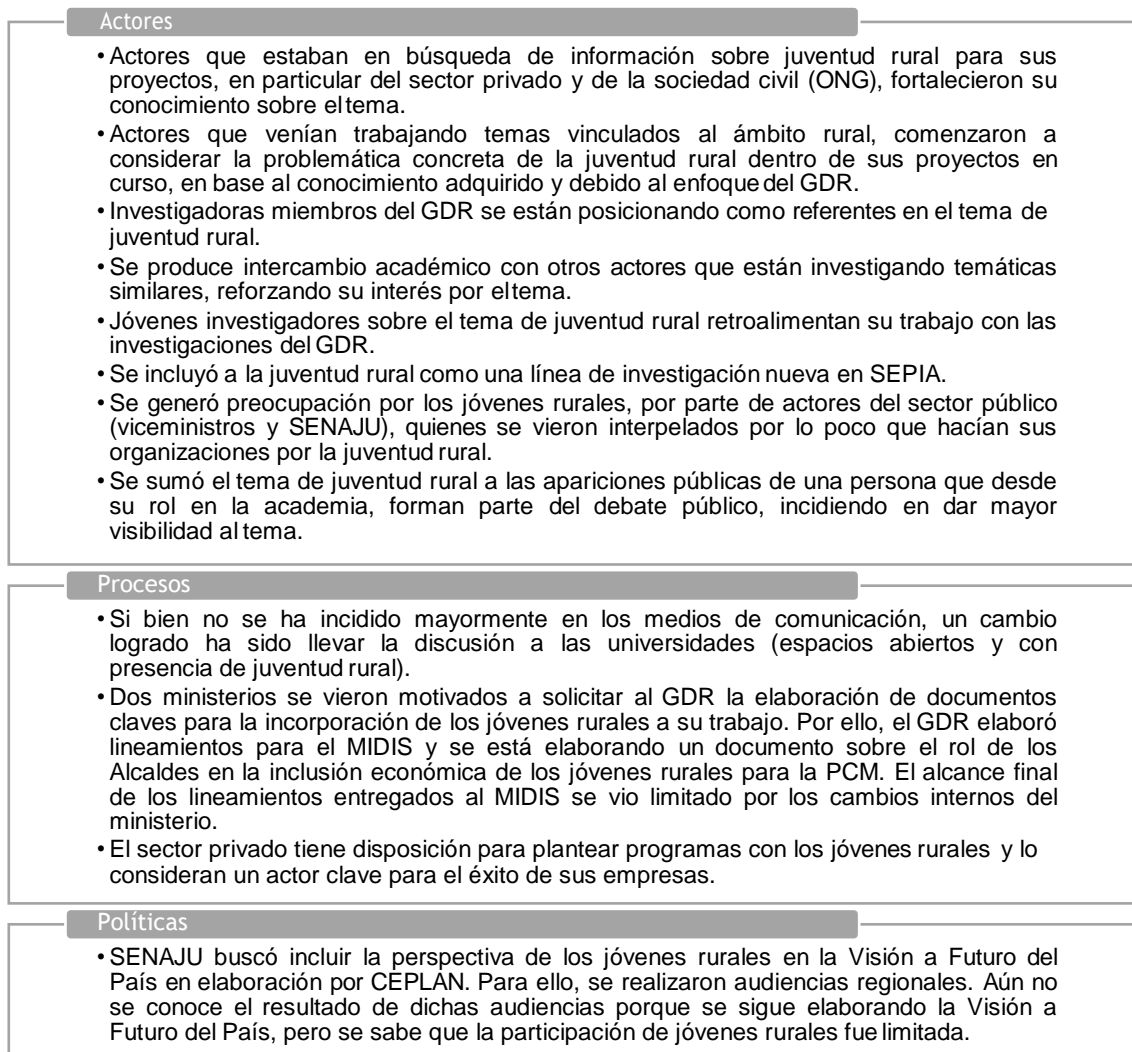 Actores
• Actores que estaban en búsqueda de información sobre juventud rural para sus
proyectos, en particular del sector privado y de la sociedad civil (ONG), fortalecieron su
conocimiento sobre el tema.
• Actores que venían trabajando temas vinculados al ámbito rural, comenzaron a
considerar la problemática concreta de la juventud rural dentro de sus proyectos en
curso, en base al conocimiento adquirido y debido al enfoque del GDR.
• Investigadoras miembros del GDR se están posicionando como referentes en el tema de
juventud rural.
• Se produce intercambio académico con otros actores que están investigando temáticas
similares, reforzando su interés por el tema.
• Jóvenes investigadores sobre el tema de juventud rural retroalimentan su trabajo con las
investigaciones del GDR.
• Se incluyó a la juventud rural como una línea de investigación nueva en SEPIA.
• Se generó preocupación por los jóvenes rurales, por parte de actores del sector público
(viceministros y SENAJU), quienes se vieron interpelados por lo poco que hacían sus
organizaciones por la juventud rural.
• Se sumó el tema de juventud rural a las apariciones públicas de una persona que desde
su rol en la academia, forman parte del debate público, incidiendo en dar mayor
visibilidad al tema.
Procesos
• Si bien no se ha incidido mayormente en los medios de comunicación, un cambio
logrado ha sido llevar la discusión a las universidades (espacios abiertos y con
presencia de juventud rural).
• Dos ministerios se vieron motivados a solicitar al GDR la elaboración de documentos
claves para la incorporación de los jóvenes rurales a su trabajo. Por ello, el GDR elaboró
lineamientos para el MIDIS y se está elaborando un documento sobre el rol de los
Alcaldes en la inclusión económica de los jóvenes rurales para la PCM. El alcance final
de los lineamientos entregados al MIDIS se vio limitado por los cambios internos del
ministerio.
• El sector privado tiene disposición para plantear programas con los jóvenes rurales y lo
consideran un actor clave para el éxito de sus empresas.
Políticas
• SENAJU buscó incluir la perspectiva de los jóvenes rurales en la Visión a Futuro del
País en elaboración por CEPLAN. Para ello, se realizaron audiencias regionales. Aún no
se conoce el resultado de dichas audiencias porque se sigue elaborando la Visión a
Futuro del País, pero se sabe que la participación de jóvenes rurales fue limitada.